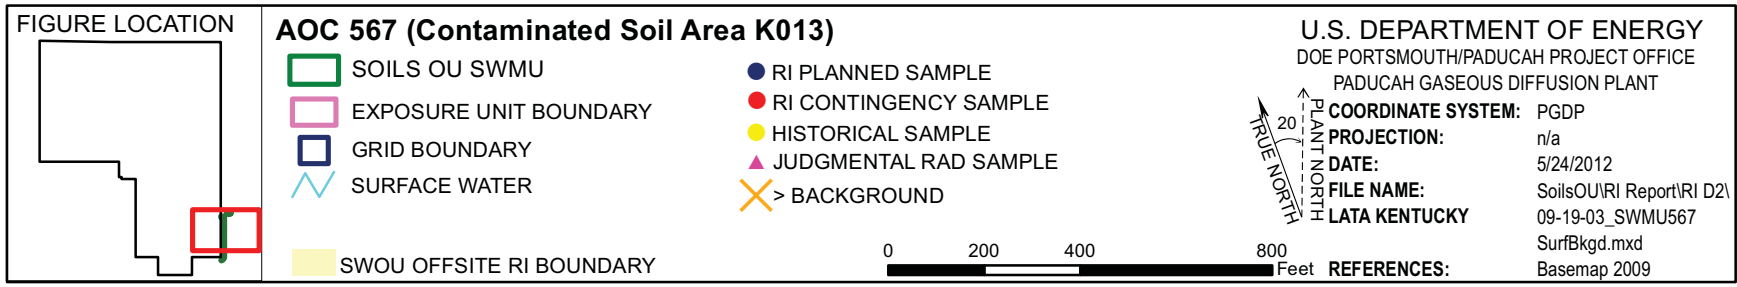 FIGURE LOCATION
AOC 567 (Contaminated Soil Area K013)
SOILS OU SWMU
EXPOSURE UNIT BOUNDARY
GRID BOUNDARY
SURFACE WATER
SWOU OFFSITE RI BOUNDARY
RI PLANNED SAMPLE
RI CONTINGENCY SAMPLE
HISTORICAL SAMPLE
JUDGMENTAL RAD SAMPLE
> BACKGROUND
0 200 400 800
Feet
TRUE NORTH
20
PLANT NORTH
U.S. DEPARTMENT OF ENERGY
DOE PORTSMOUTH/PADUCAH PROJECT OFFICE
PADUCAH GASEOUS DIFFUSION PLANT
COORDINATE SYSTEM: PGDP
PROJECTION: n/a
DATE: 5/24/2012
FILE NAME: SoilsOU\RI Report\RI D2\
LATA KENTUCKY 09-19-03_SWMU567
SurfBkgd.mxd
REFERENCES: Basemap 2009